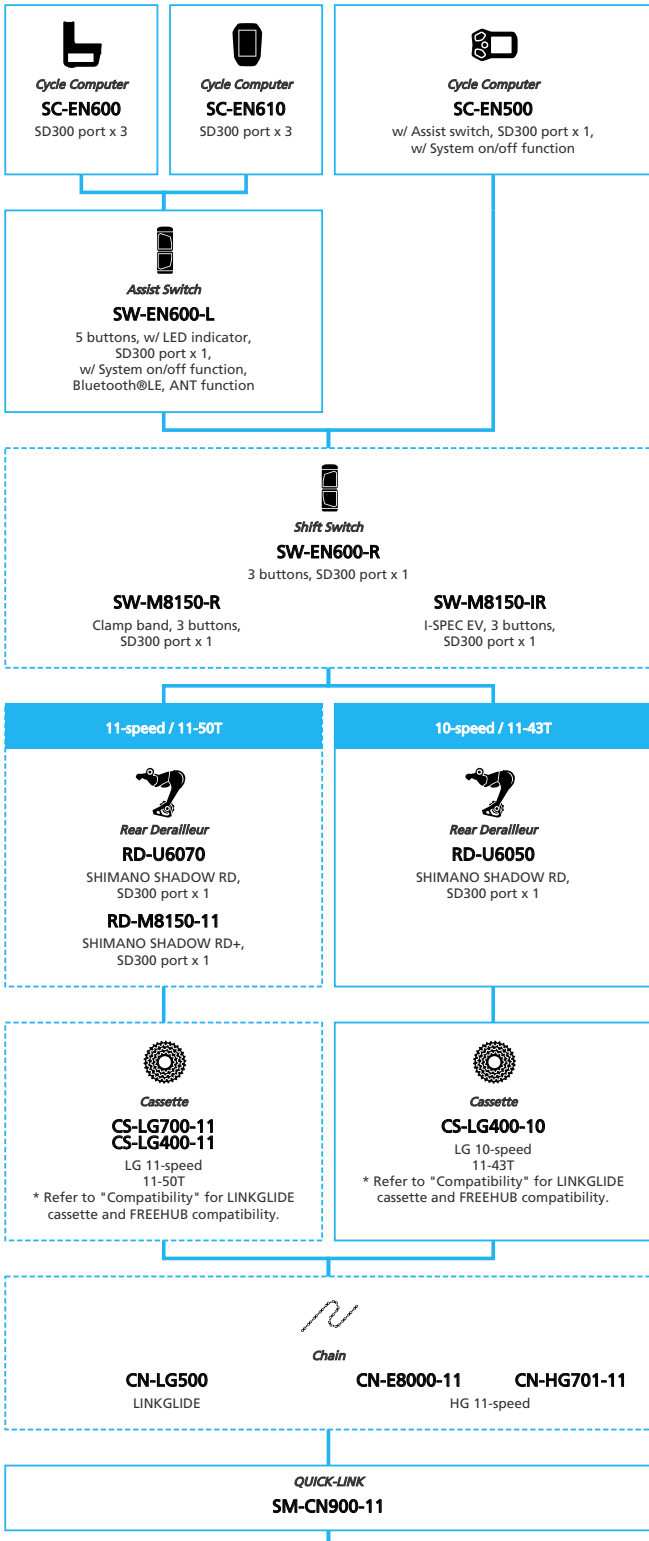 Cycle Computer
SC-EN600
SD300 port x 3
Cycle Computer
SC-EN610
SD300 port x 3
Cycle Computer
SC-EN500
w/ Assist switch, SD300 port x 1,
w/ System on/off function
Assist Switch
SW-EN600-L
5 buttons, w/ LED indicator,
SD300 port x 1,
w/ System on/off function,
Bluetooth®LE, ANT function
Shift Switch
SW-EN600-R
3 buttons, SD300 port x 1
SW-M8150-R
Clamp band, 3 buttons,
SD300 port x 1
SW-M8150-IR
I-SPEC EV, 3 buttons,
SD300 port x 1
11-speed / 11-50T
Rear Derailleur
RD-U6070
SHIMANO SHADOW RD,
SD300 port x 1
RD-M8150-11
SHIMANO SHADOW RD+,
SD300 port x 1
10-speed / 11-43T
Rear Derailleur
RD-U6050
SHIMANO SHADOW RD,
SD300 port x 1
Cassette
CS-LG700-11
CS-LG400-11
LG 11-speed
11-50T
* Refer to "Compatibility" for LINKGLIDE
cassette and FREEHUB compatibility.
Cassette
CS-LG400-10
LG 10-speed
11-43T
* Refer to "Compatibility" for LINKGLIDE
cassette and FREEHUB compatibility.
Chain
CN-LG500
LINKGLIDE
CN-E8000-11 CN-HG701-11
HG 11-speed
QUICK-LINK
SM-CN900-11